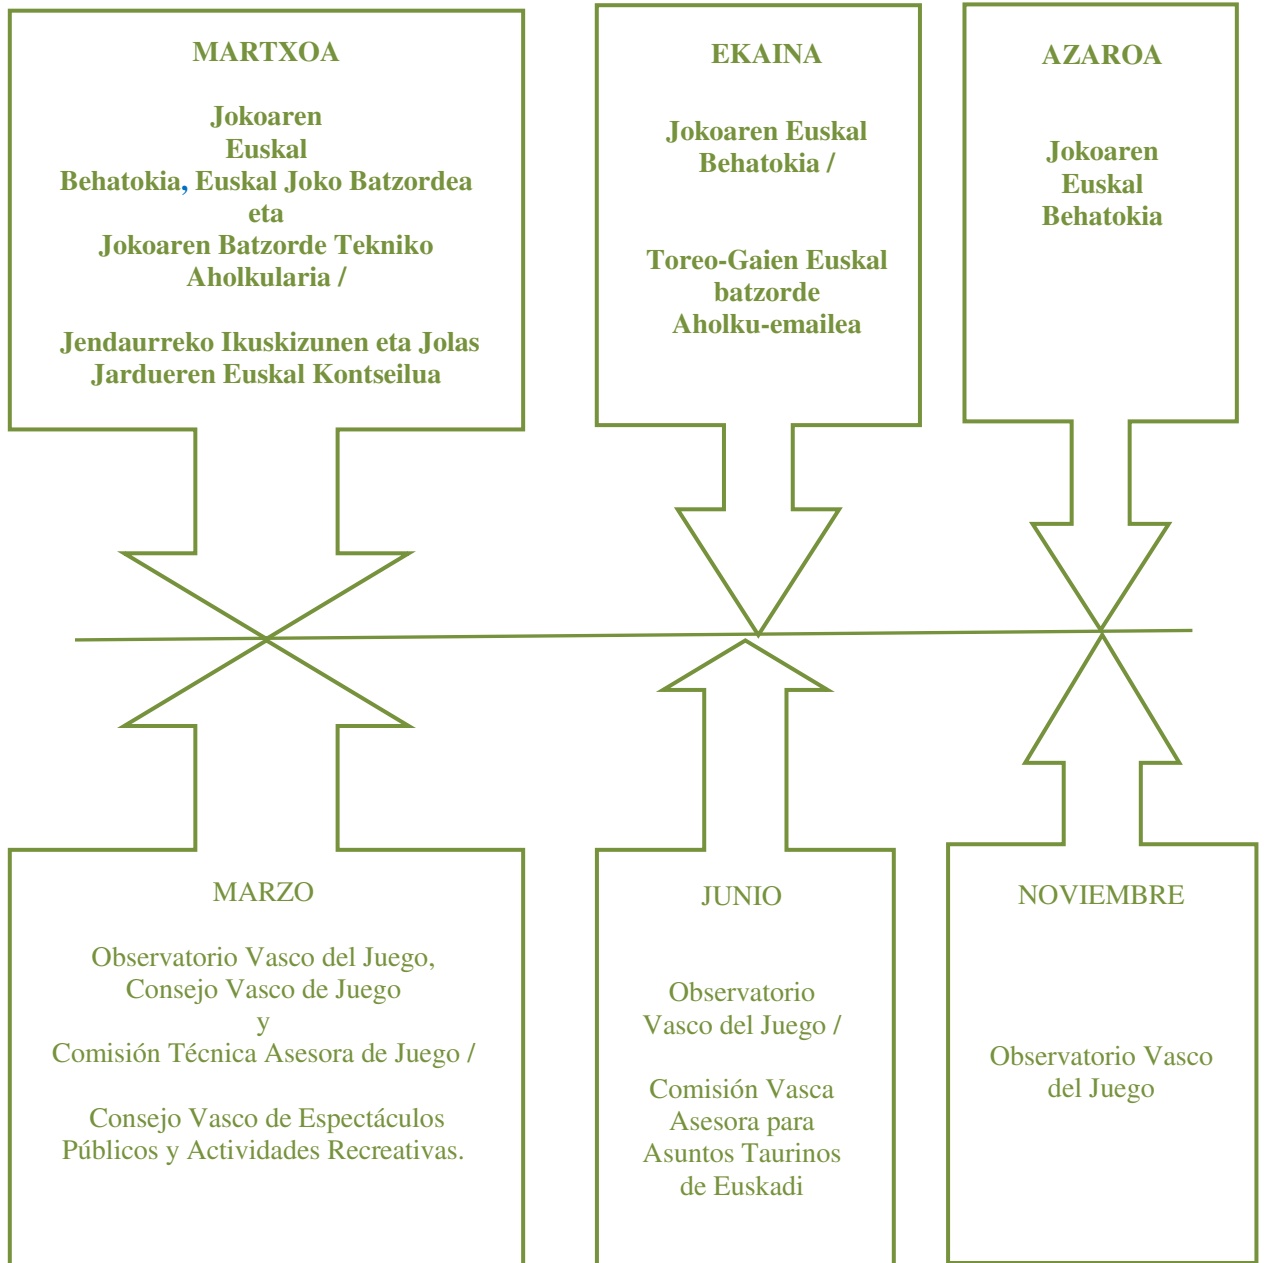 MARTXOA
Jokoaren
Euskal
Behatokia, Euskal Joko Batzordea
eta
Jokoaren Batzorde Tekniko
Aholkularia /
Jendaurreko Ikuskizunen eta Jolas
Jardueren Euskal Kontseilua
EKAINA
Jokoaren Euskal
Behatokia /
Toreo-Gaien Euskal
batzorde
Aholku-emailea
AZAROA
Jokoaren
Euskal
Behatokia
MARZO
Observatorio Vasco del Juego,
Consejo Vasco de Juego
y
Comisión Técnica Asesora de Juego /
Consejo Vasco de Espectáculos
Públicos y Actividades Recreativas.
JUNIO
Observatorio
Vasco del Juego /
Comisión Vasca
Asesora para
Asuntos Taurinos
de Euskadi
NOVIEMBRE
Observatorio Vasco
del Juego